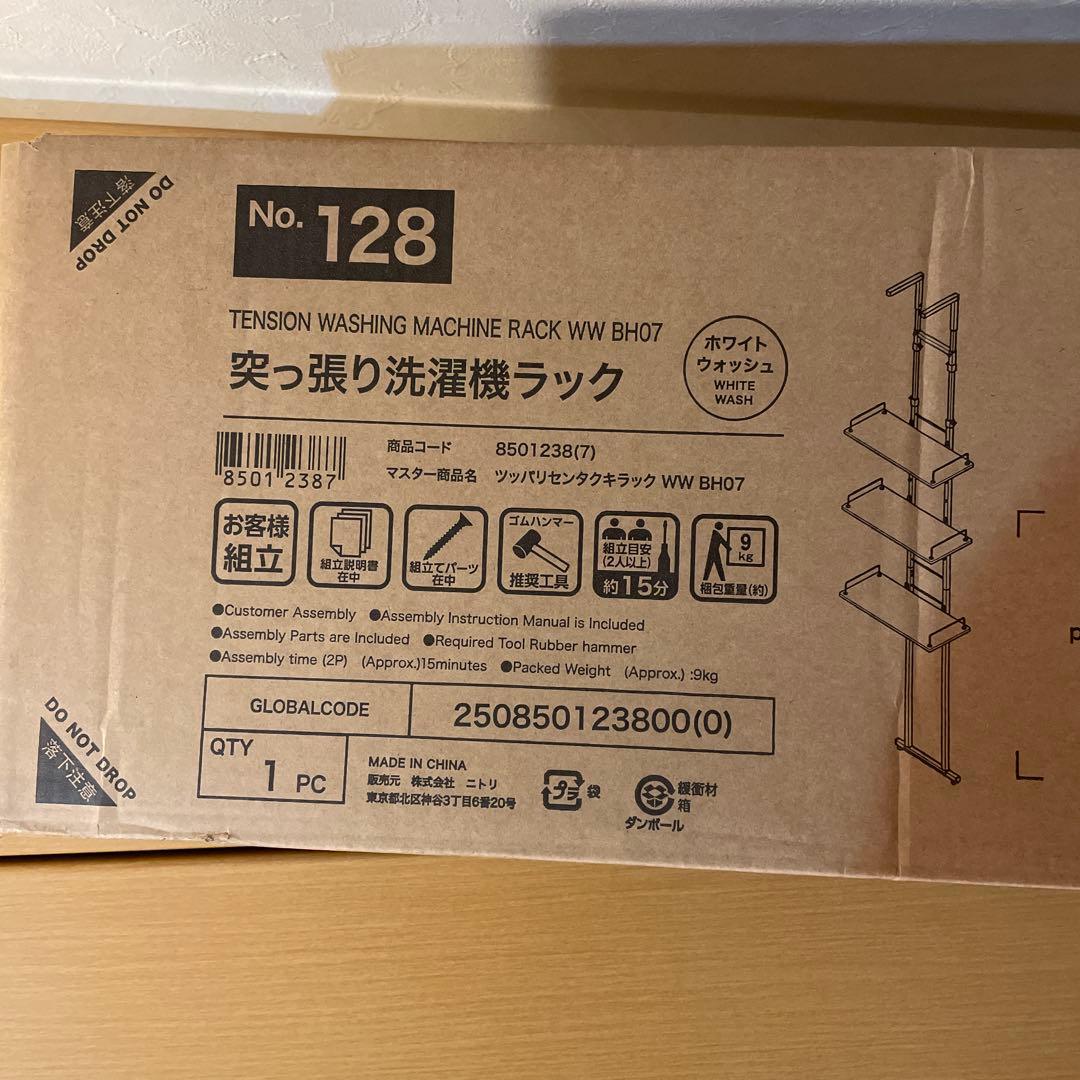 DO NOT DROP
落下注意
No. 128
TENSION WASHING MACHINE RACK WW BH07
突っ張り洗濯機ラック
ホワイト
ウォッシュ
WHITE
WASH
8501 2387
商品コード 8501238(7)
マスター商品名 ツッパリセンタクキラック WW BH07
お客様
組立
組立説明書
在中
組立てパーツ
在中
ゴムハンマー
推奨工具
組立目安
(2人以上)
約15分
9
kg
梱包重量(約)
●Customer Assembly ●Assembly Instruction Manual is Included
●Assembly Parts are Included ●Required Tool Rubber hammer
●Assembly time (2P) (Approx.)15minutes ●Packed Weight (Approx.) :9kg
GLOBALCODE 250850123800(0)
QTY
1 PC
MADE IN CHINA
販売元 株式会社 ニトリ
東京都北区神谷3丁目6番20号
プラ 袋
緩衝材
箱
ダンボール
DO NOT DROP
落下注意